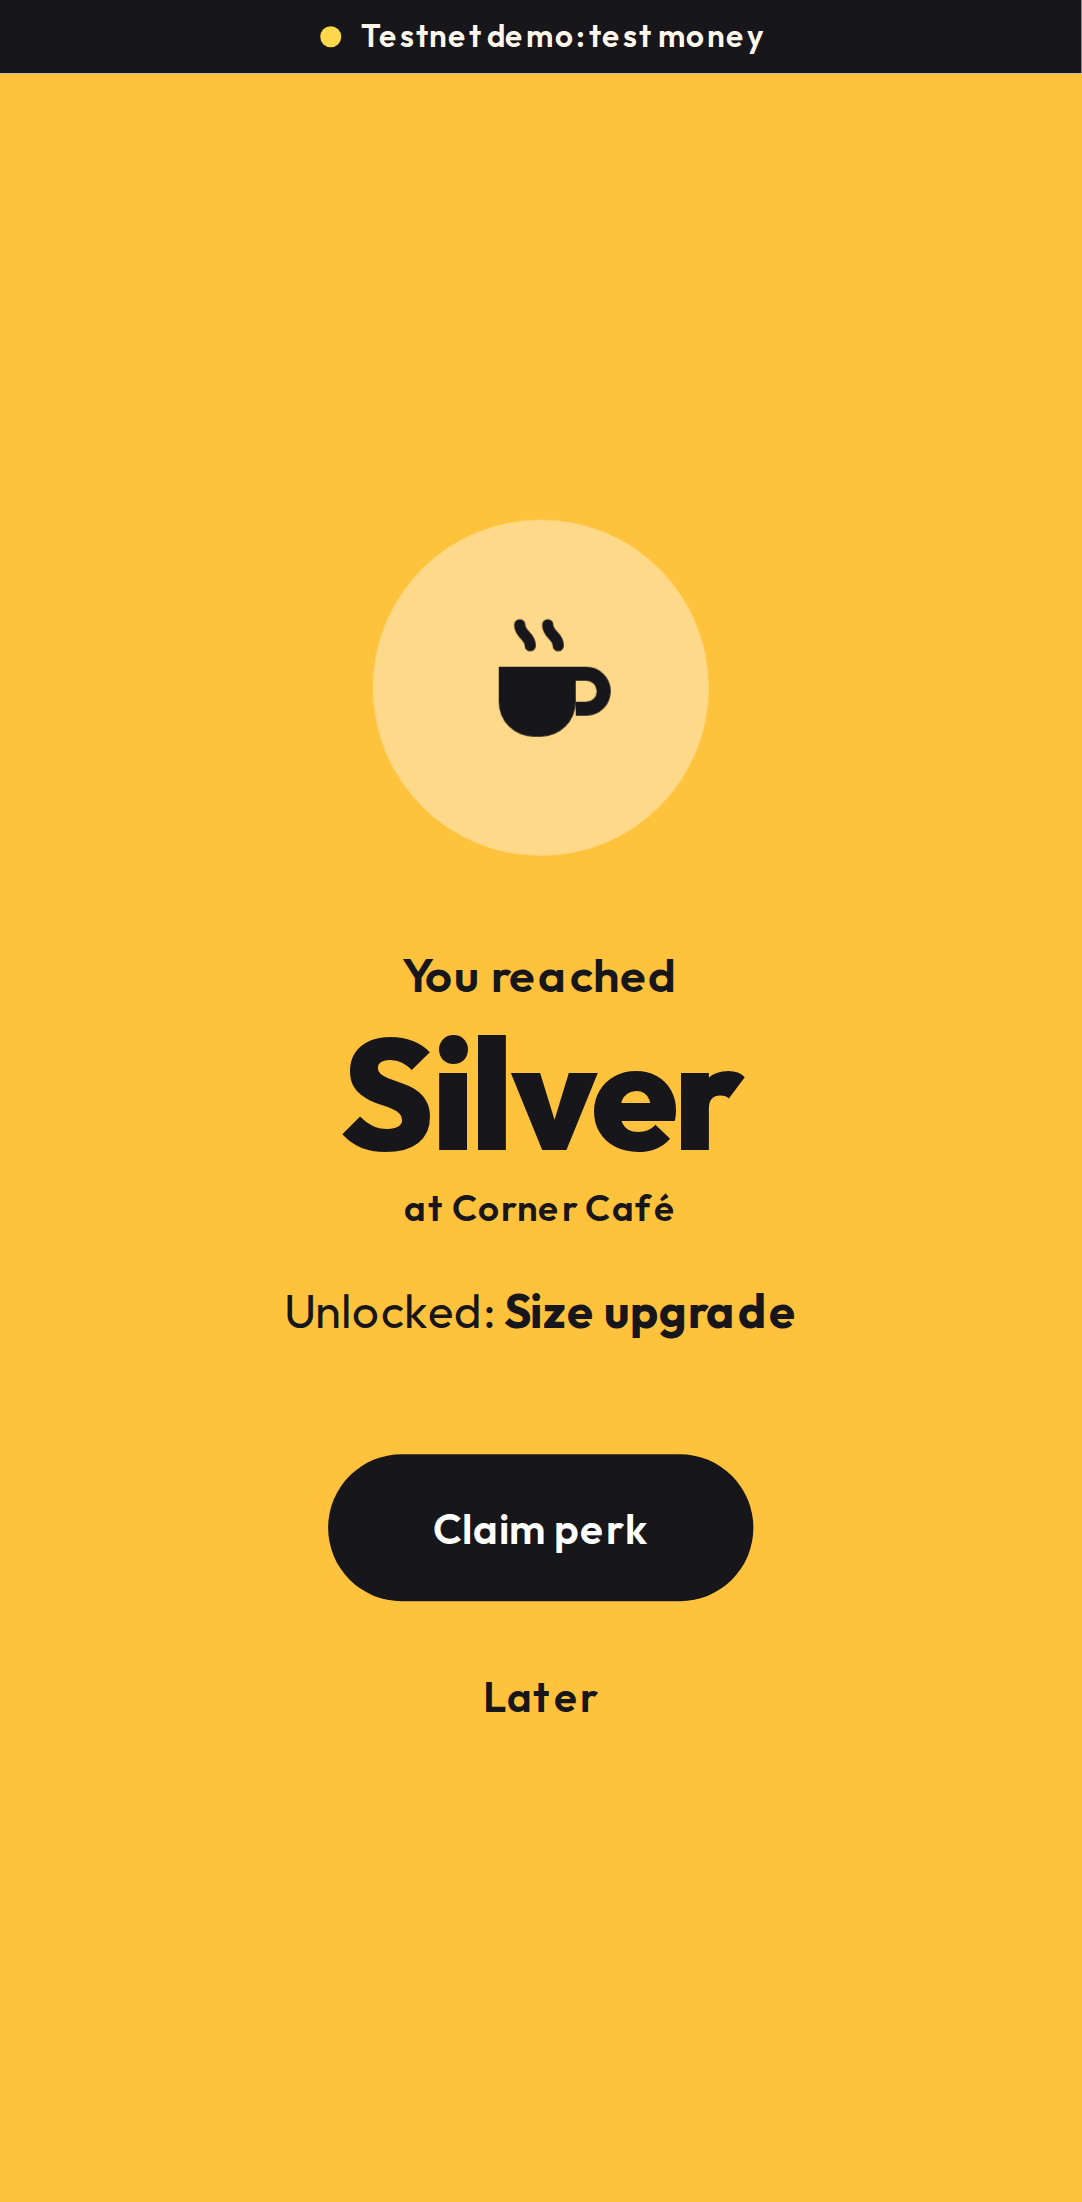 Testnet demo: test money
You reached
Silver
at Corner Café
Unlocked: Size upgrade
Claim perk
Later